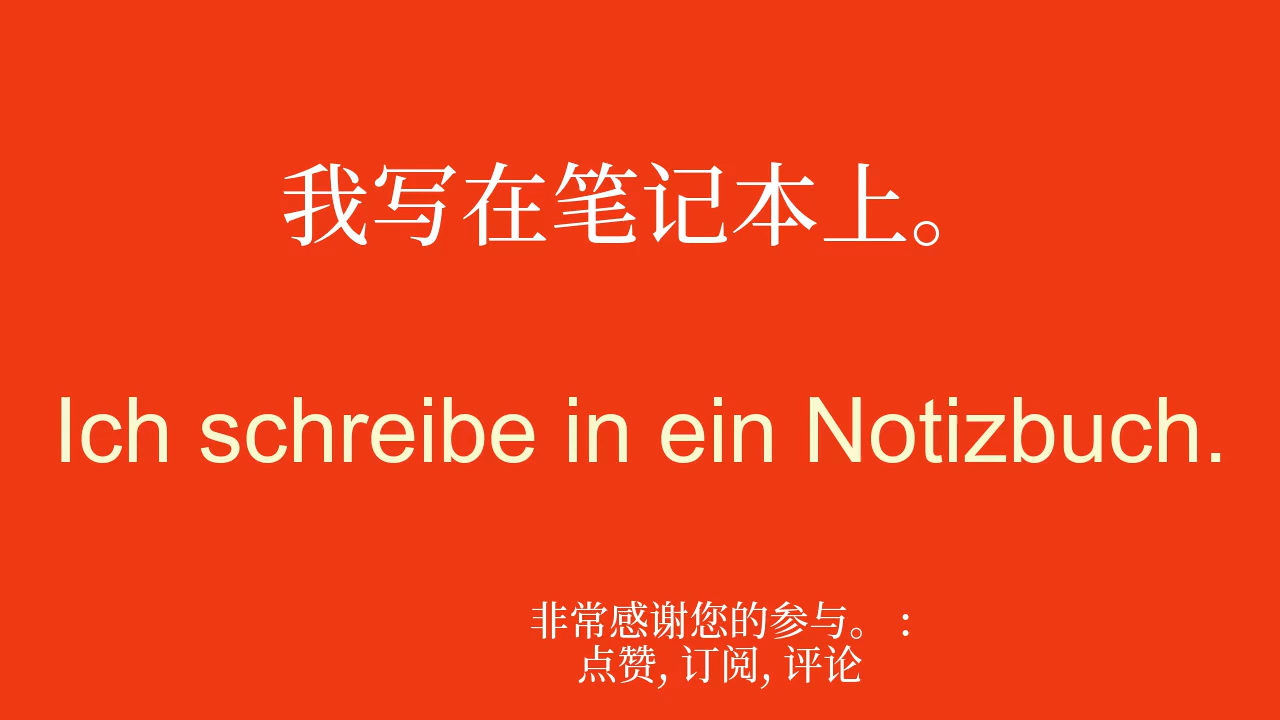 我写在笔记本上。
Ich schreibe in ein Notizbuch.
非常感谢您的参与。 :
点赞, 订阅, 评论